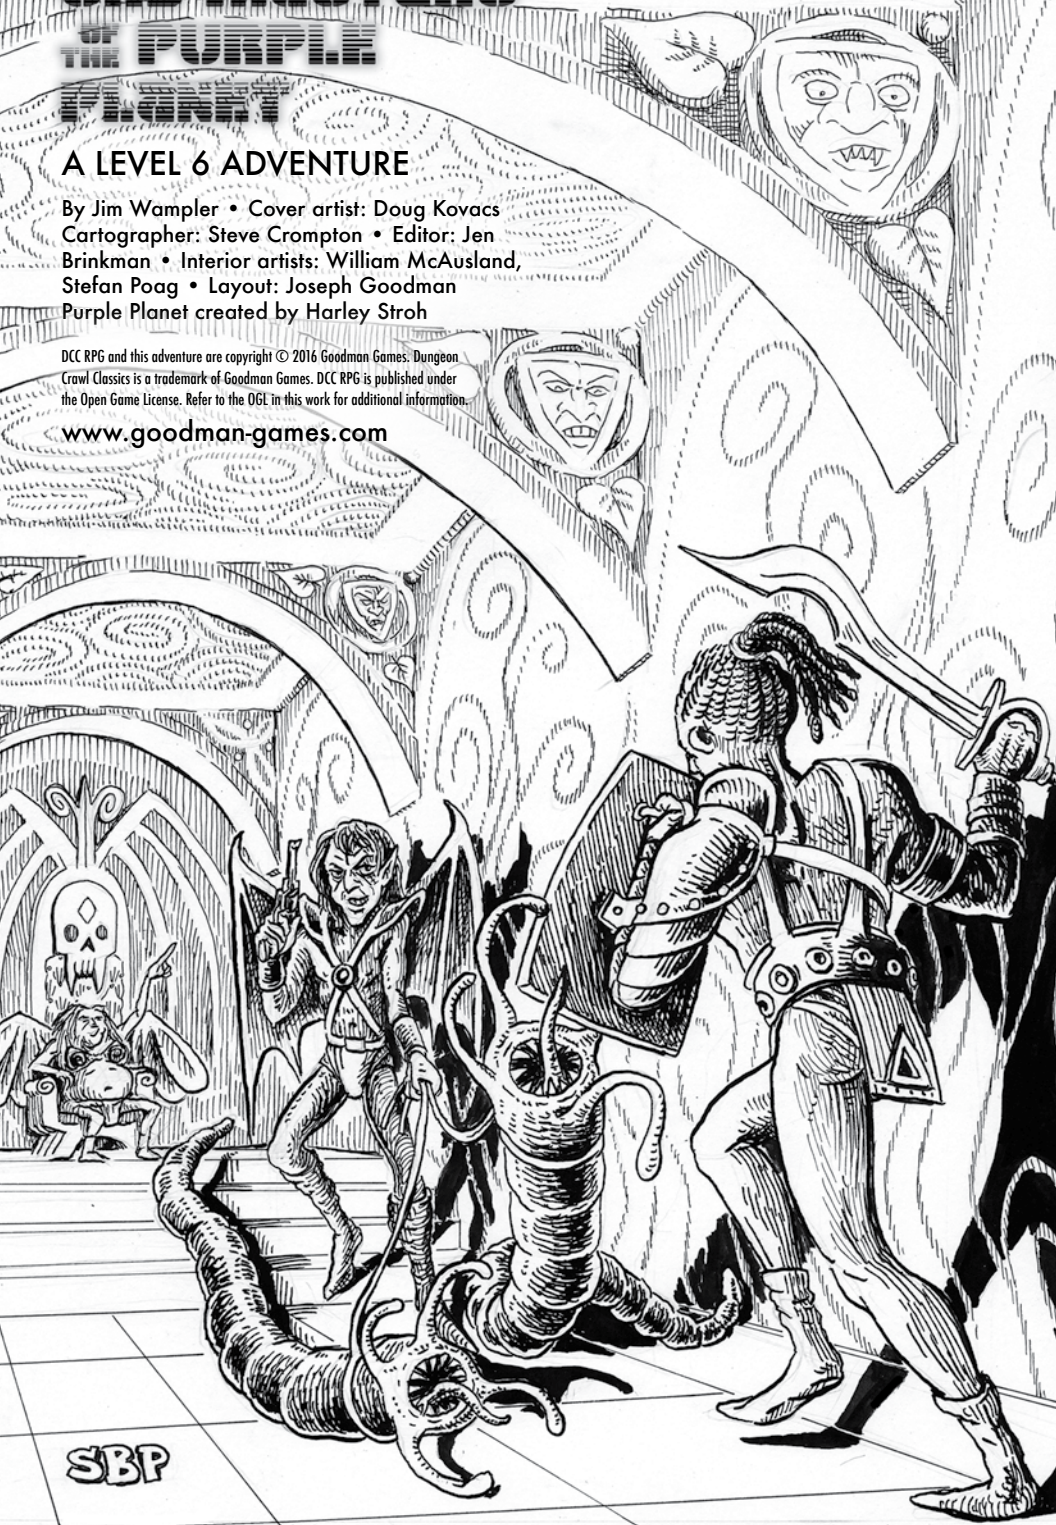 OF THE PURPLE
PLANET
A LEVEL 6 ADVENTURE
By Jim Wampler • Cover artist: Doug Kovacs
Cartographer: Steve Crompton • Editor: Jen
Brinkman • Interior artists: William McAusland,
Stefan Poag • Layout: Joseph Goodman
Purple Planet created by Harley Stroh
DCC RPG and this adventure are copyright © 2016 Goodman Games. Dungeon
Crawl Classics is a trademark of Goodman Games. DCC RPG is published under
the Open Game License. Refer to the OGL in this work for additional information.
www.goodman-games.com
SBP